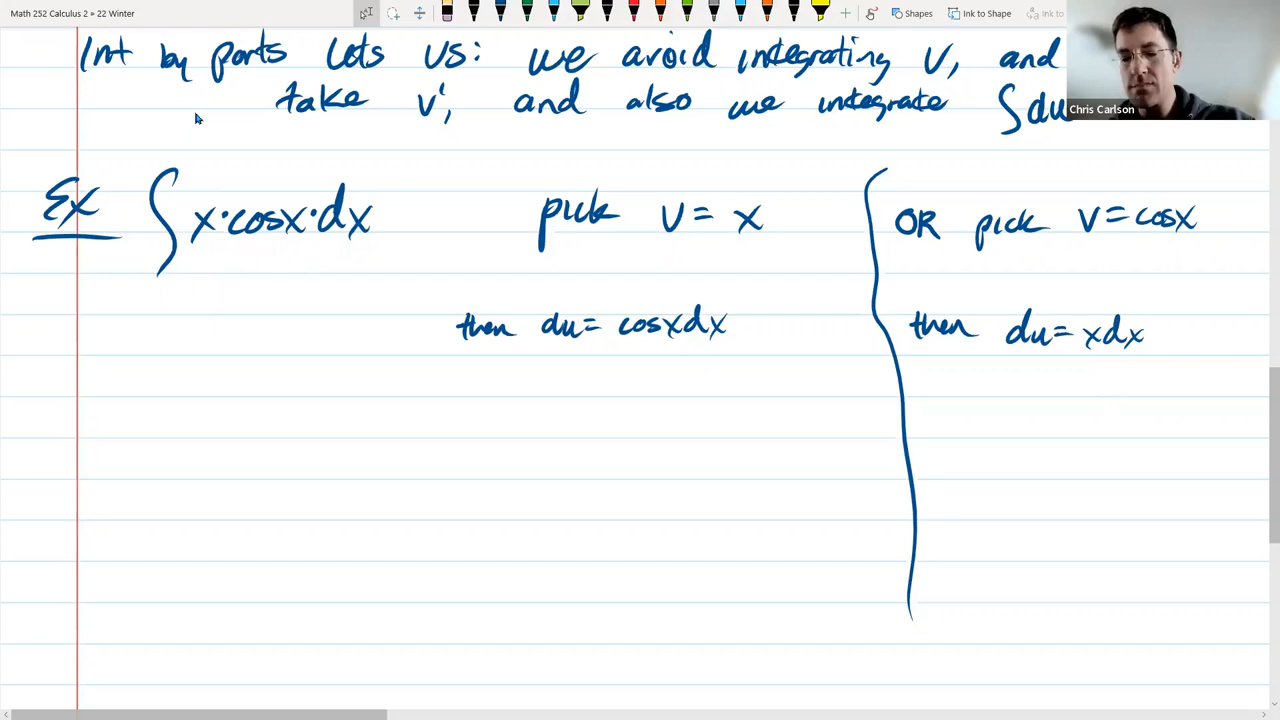 Math 252 Calculus 2 » 22 Winter
Shapes
Ink to Shape
Ink to
Chris Carlson
Int by parts lets us: we avoid integrating v, and
take v', and also we integrate ∫du
Ex ∫ x·cosx·dx pick v = x
then du = cosxdx
OR pick v = cosx
then du = xdx